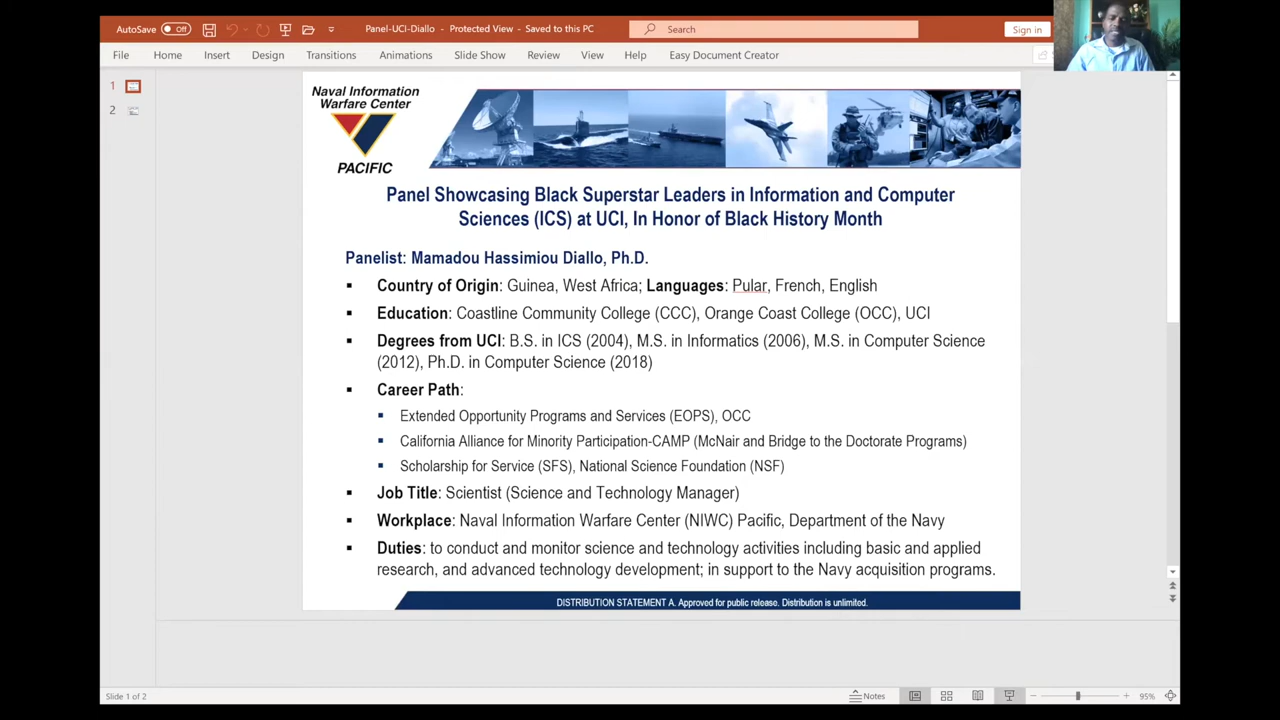 AutoSave Off Panel-UCI-Diallo - Protected View - Saved to this PC Search Sign in
File Home Insert Design Transitions Animations Slide Show Review View Help Easy Document Creator
1
2
Naval Information
Warfare Center
PACIFIC
Panel Showcasing Black Superstar Leaders in Information and Computer
Sciences (ICS) at UCI, In Honor of Black History Month
Panelist: Mamadou Hassimiou Diallo, Ph.D.
▪ Country of Origin: Guinea, West Africa; Languages: Pular, French, English
▪ Education: Coastline Community College (CCC), Orange Coast College (OCC), UCI
▪ Degrees from UCI: B.S. in ICS (2004), M.S. in Informatics (2006), M.S. in Computer Science
(2012), Ph.D. in Computer Science (2018)
▪ Career Path:
▪ Extended Opportunity Programs and Services (EOPS), OCC
▪ California Alliance for Minority Participation-CAMP (McNair and Bridge to the Doctorate Programs)
▪ Scholarship for Service (SFS), National Science Foundation (NSF)
▪ Job Title: Scientist (Science and Technology Manager)
▪ Workplace: Naval Information Warfare Center (NIWC) Pacific, Department of the Navy
▪ Duties: to conduct and monitor science and technology activities including basic and applied
research, and advanced technology development; in support to the Navy acquisition programs.
DISTRIBUTION STATEMENT A. Approved for public release. Distribution is unlimited.
Slide 1 of 2 Notes 95%